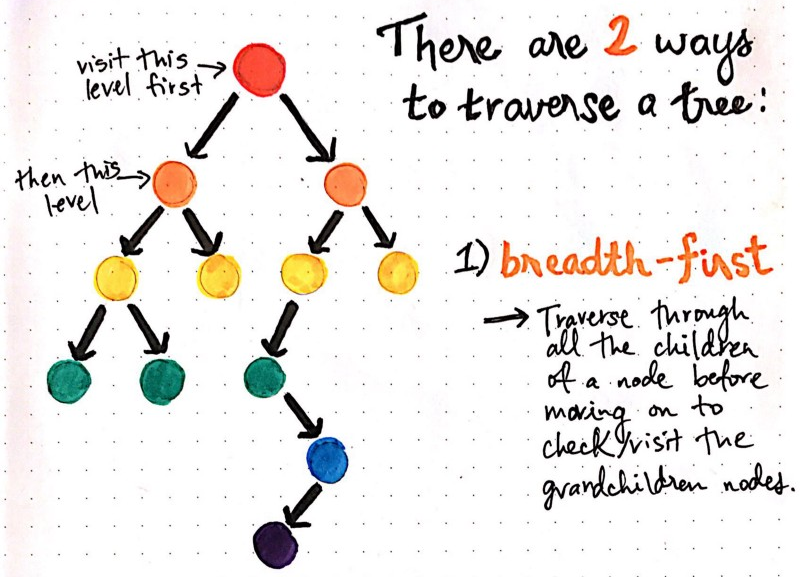 There are 2 ways
to traverse a tree:
visit this
level first
then this
level
1) breadth-first
→ Traverse through
all the children
of a node before
moving on to
check/visit the
grandchildren nodes.